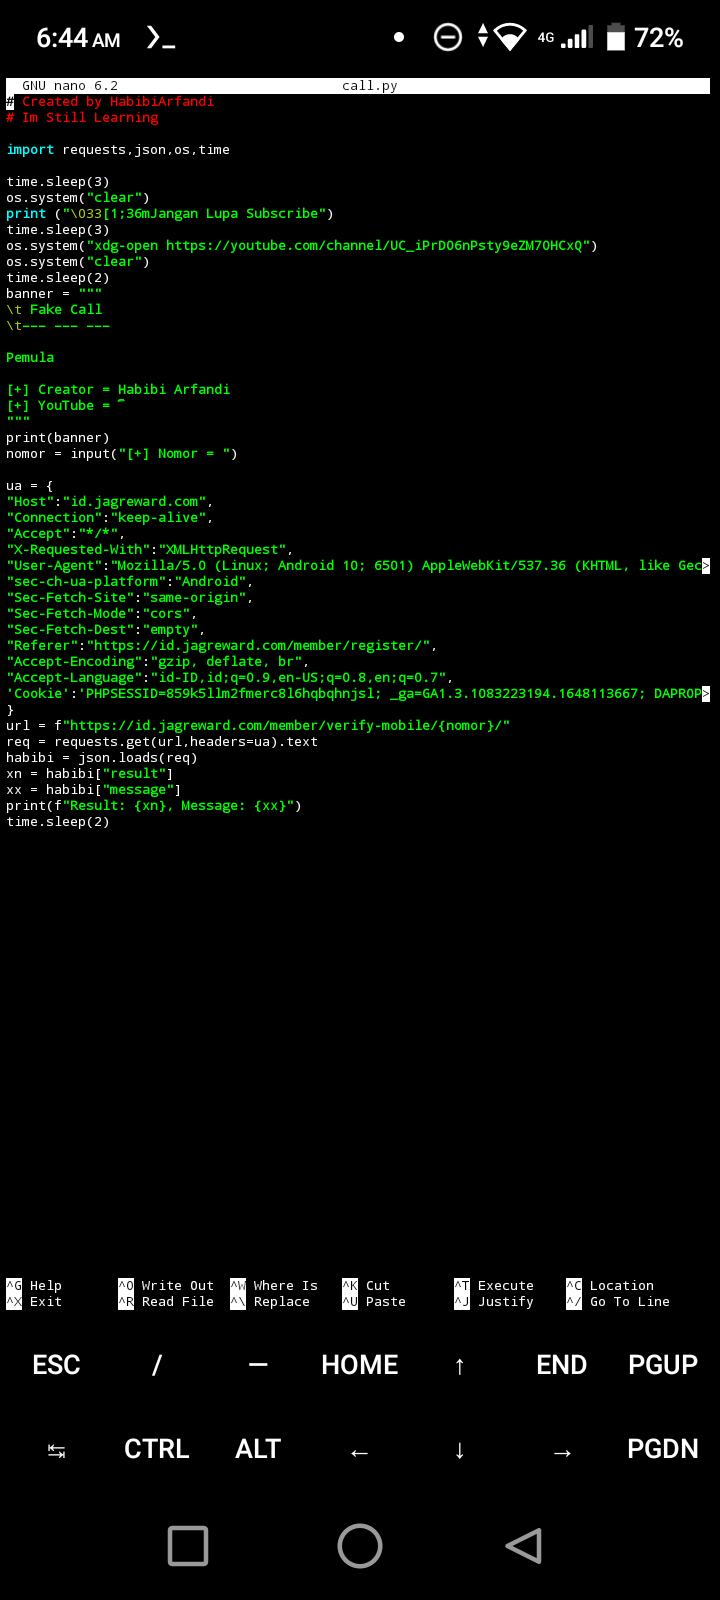 6:44 AM 4G 72%
GNU nano 6.2 call.py
# Created by HabibiArfandi
# Im Still Learning
import requests,json,os,time
time.sleep(3)
os.system("clear")
print ("\033[1;36mJangan Lupa Subscribe")
time.sleep(3)
os.system("xdg-open https://youtube.com/channel/UC_iPrDO6nPsty9eZM7OHCxQ")
os.system("clear")
time.sleep(2)
banner = """
\t Fake Call
\t--- --- ---
Pemula
[+] Creator = Habibi Arfandi
[+] YouTube =
"""
print(banner)
nomor = input("[+] Nomor = ")
ua = {
"Host":"id.jagreward.com",
"Connection":"keep-alive",
"Accept":"*/*",
"X-Requested-With":"XMLHttpRequest",
"User-Agent":"Mozilla/5.0 (Linux; Android 10; 6501) AppleWebKit/537.36 (KHTML, like Gec>
"sec-ch-ua-platform":"Android",
"Sec-Fetch-Site":"same-origin",
"Sec-Fetch-Mode":"cors",
"Sec-Fetch-Dest":"empty",
"Referer":"https://id.jagreward.com/member/register/",
"Accept-Encoding":"gzip, deflate, br",
"Accept-Language":"id-ID,id;q=0.9,en-US;q=0.8,en;q=0.7",
'Cookie':'PHPSESSID=859k5llm2fmerc8l6hqbqhnjsl; _ga=GA1.3.1083223194.1648113667; DAPROP>
}
url = f"https://id.jagreward.com/member/verify-mobile/{nomor}/"
req = requests.get(url,headers=ua).text
habibi = json.loads(req)
xn = habibi["result"]
xx = habibi["message"]
print(f"Result: {xn}, Message: {xx}")
time.sleep(2)
^G Help ^O Write Out ^W Where Is ^K Cut ^T Execute ^C Location
^X Exit ^R Read File ^\ Replace ^U Paste ^J Justify ^/ Go To Line
ESC / — HOME ↑ END PGUP
↹ CTRL ALT ← ↓ → PGDN